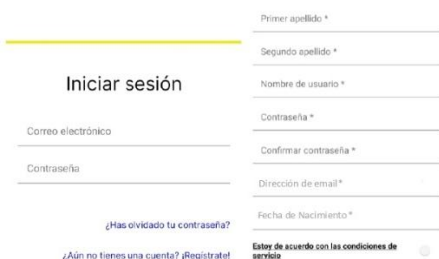 Iniciar sesión
Correo electrónico
Contraseña
¿Has olvidado tu contraseña?
¿Aún no tienes una cuenta? ¡Regístrate!
Primer apellido *
Segundo apellido *
Nombre de usuario *
Contraseña *
Confirmar contraseña *
Dirección de email*
Fecha de Nacimiento *
Estoy de acuerdo con las condiciones de
servicio